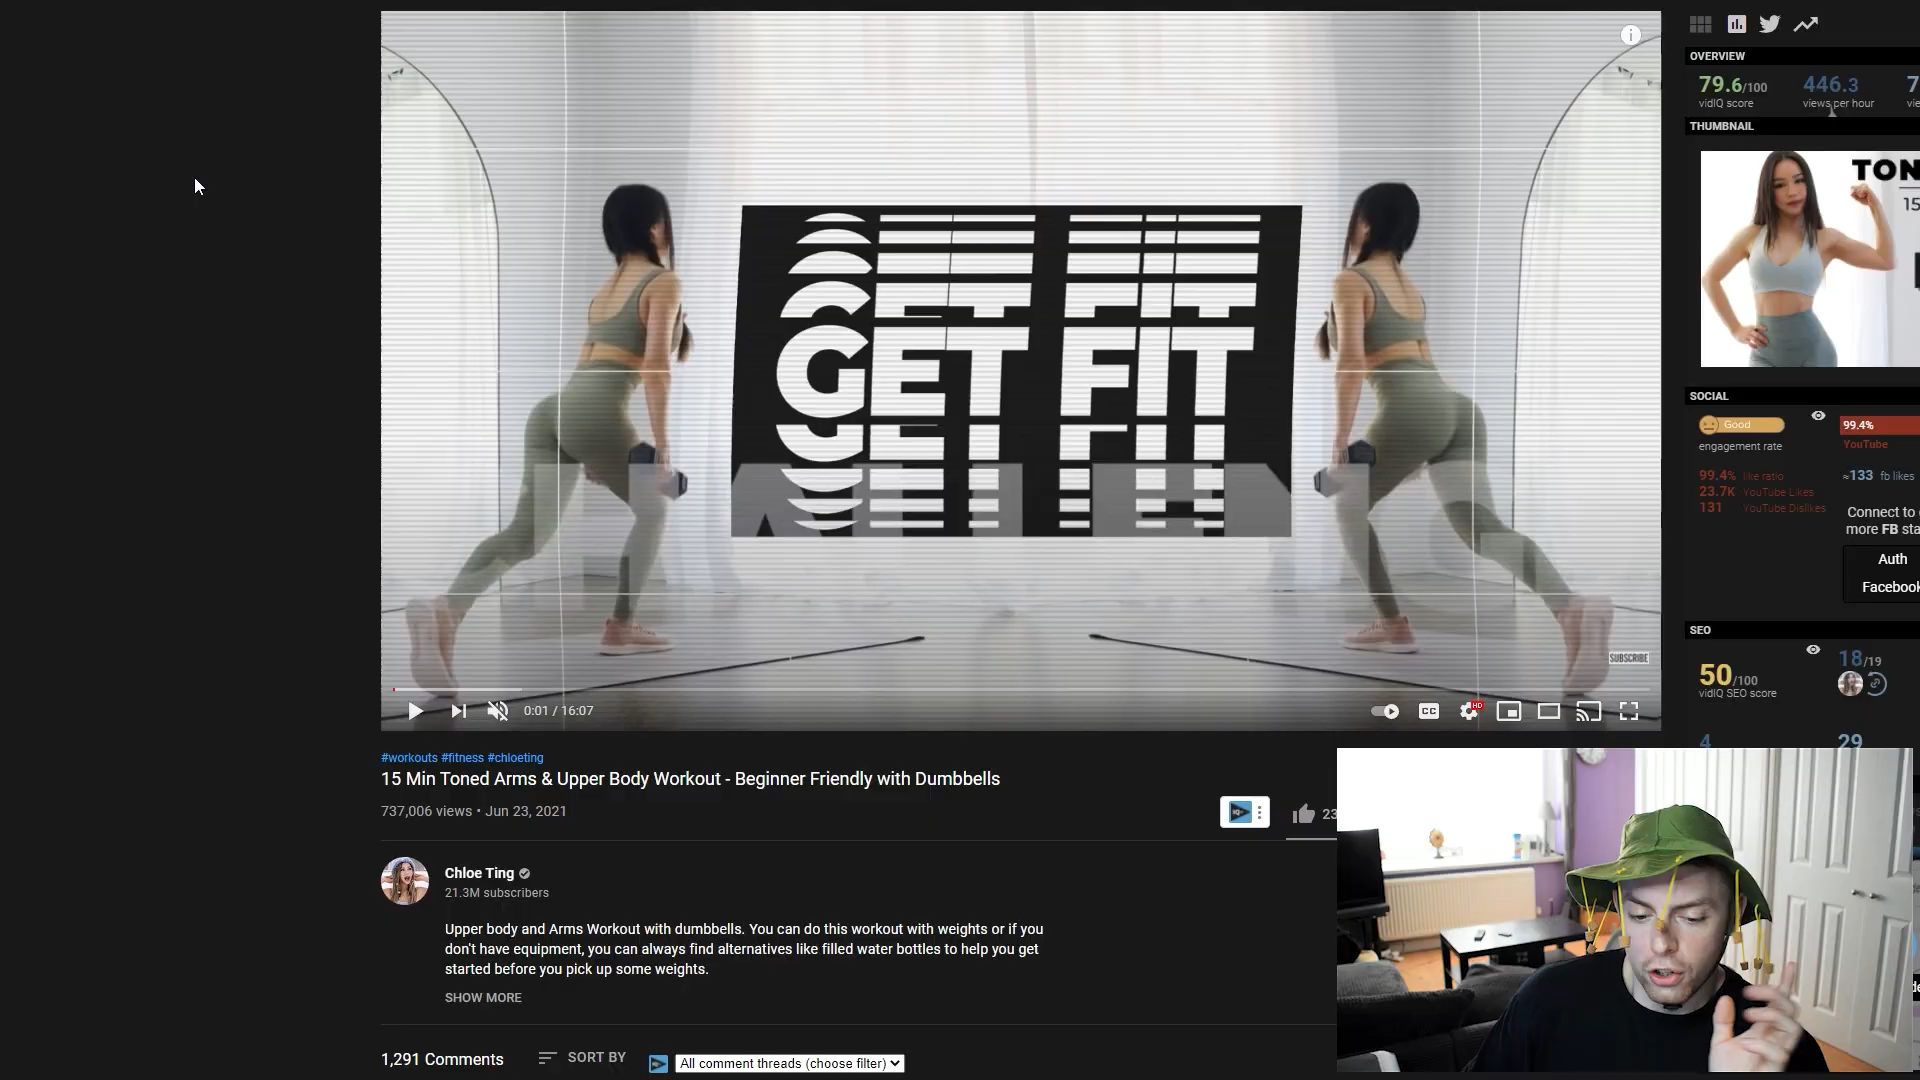 GET FIT
SUBSCRIBE
0:01 / 16:07
CC
HD
#workouts #fitness #chloeting
15 Min Toned Arms & Upper Body Workout - Beginner Friendly with Dumbbells
737,006 views • Jun 23, 2021
23
Chloe Ting
21.3M subscribers
Upper body and Arms Workout with dumbbells. You can do this workout with weights or if you
don't have equipment, you can always find alternatives like filled water bottles to help you get
started before you pick up some weights.
SHOW MORE
1,291 Comments
SORT BY
All comment threads (choose filter)
OVERVIEW
79.6/100
vidIQ score
446.3
views per hour
THUMBNAIL
TON
15
SOCIAL
Good
engagement rate
99.4%
YouTube
99.4% like ratio
23.7K YouTube Likes
131 YouTube Dislikes
≈133 fb likes
Connect to
more FB sta
Auth
Facebook
SEO
50/100
vidIQ SEO score
18/19
4
29